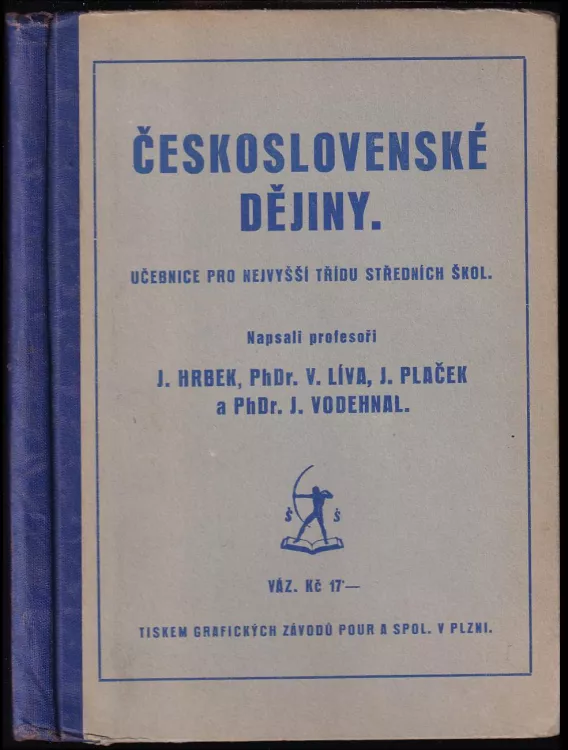 ČESKOSLOVENSKÉ
DĚJINY.
UČEBNICE PRO NEJVYŠŠÍ TŘÍDU STŘEDNÍCH ŠKOL.
Napsali profesoři
J. HRBEK, PhDr. V. LÍVA, J. PLAČEK
a PhDr. J. VODEHNAL.
Š Š
VÁZ. Kč 17·—
TISKEM GRAFICKÝCH ZÁVODŮ POUR A SPOL. V PLZNI.